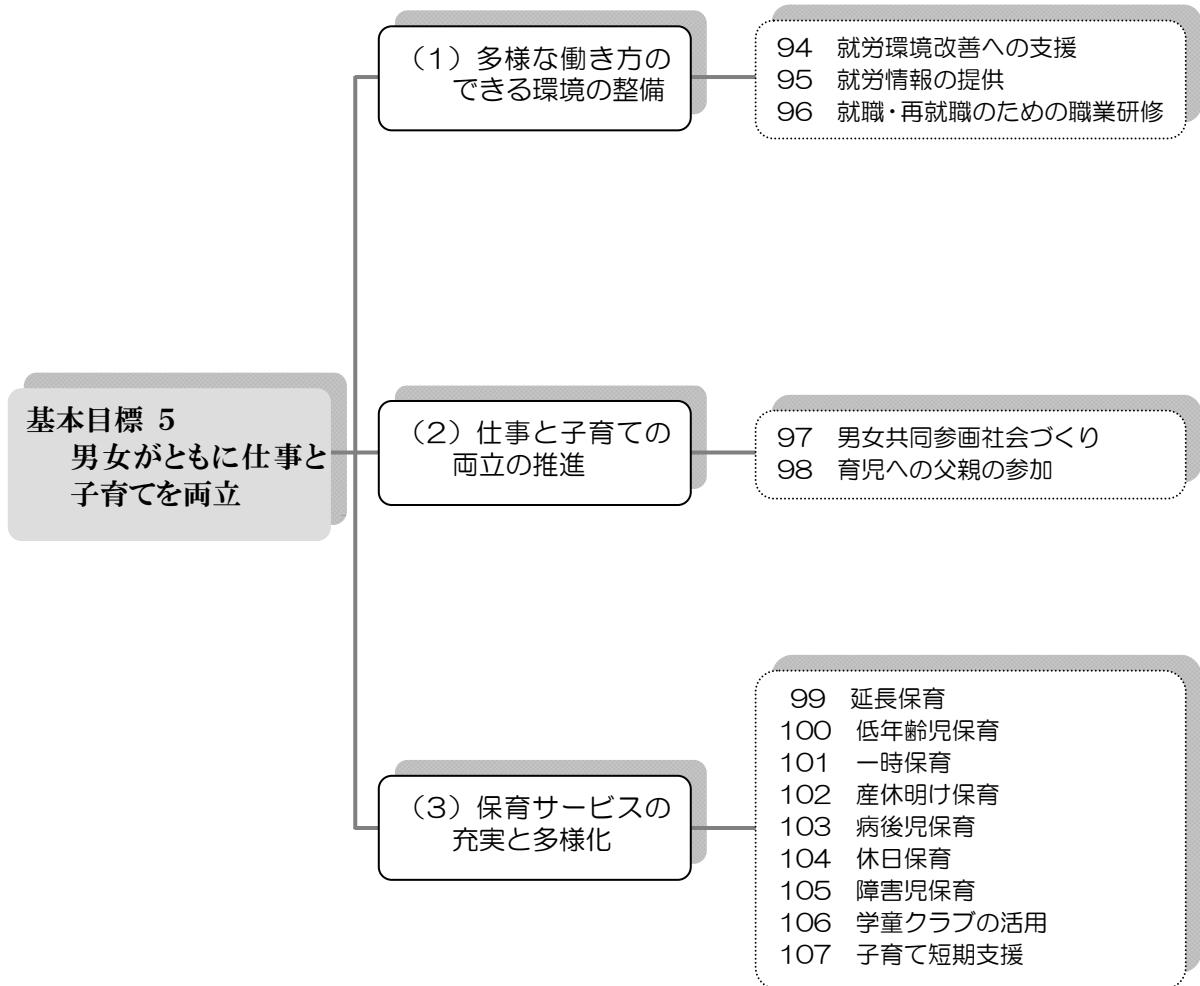 基本目標 5
男女がともに仕事と
子育てを両立
(1)多様な働き方の
できる環境の整備
94 就労環境改善への支援
95 就労情報の提供
96 就職・再就職のための職業研修
(2)仕事と子育ての
両立の推進
97 男女共同参画社会づくり
98 育児への父親の参加
(3)保育サービスの
充実と多様化
99 延長保育
100 低年齢児保育
101 一時保育
102 産休明け保育
103 病後児保育
104 休日保育
105 障害児保育
106 学童クラブの活用
107 子育て短期支援